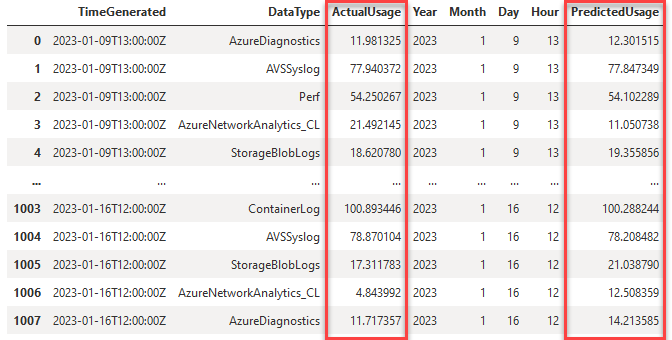 TimeGenerated DataType ActualUsage Year Month Day Hour PredictedUsage
0 2023-01-09T13:00:00Z AzureDiagnostics 11.981325 2023 1 9 13 12.301515
1 2023-01-09T13:00:00Z AVSSyslog 77.940372 2023 1 9 13 77.847349
2 2023-01-09T13:00:00Z Perf 54.250267 2023 1 9 13 54.102289
3 2023-01-09T13:00:00Z AzureNetworkAnalytics_CL 21.492145 2023 1 9 13 11.050738
4 2023-01-09T13:00:00Z StorageBlobLogs 18.620780 2023 1 9 13 19.355856
... ... ... ... ... ... ... ... ...
1003 2023-01-16T12:00:00Z ContainerLog 100.893446 2023 1 16 12 100.288244
1004 2023-01-16T12:00:00Z AVSSyslog 78.870104 2023 1 16 12 78.208482
1005 2023-01-16T12:00:00Z StorageBlobLogs 17.311783 2023 1 16 12 21.038790
1006 2023-01-16T12:00:00Z AzureNetworkAnalytics_CL 4.843992 2023 1 16 12 12.508359
1007 2023-01-16T12:00:00Z AzureDiagnostics 11.717357 2023 1 16 12 14.213585